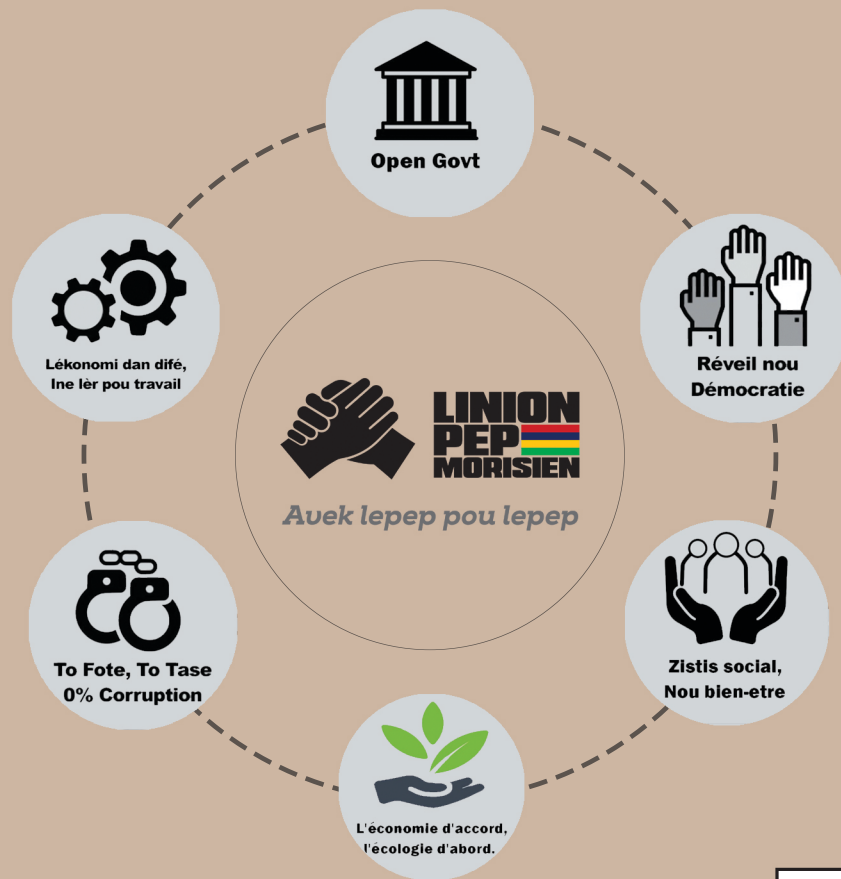 Open Govt
Lékonomi dan difé,
Ine lèr pou travail
Réveil nou
Démocratie
LINION
PEP
MORISIEN
Avek lepep pou lepep
To Fote, To Tase
0% Corruption
Zistis social,
Nou bien-etre
L'économie d'accord,
l'écologie d'abord.